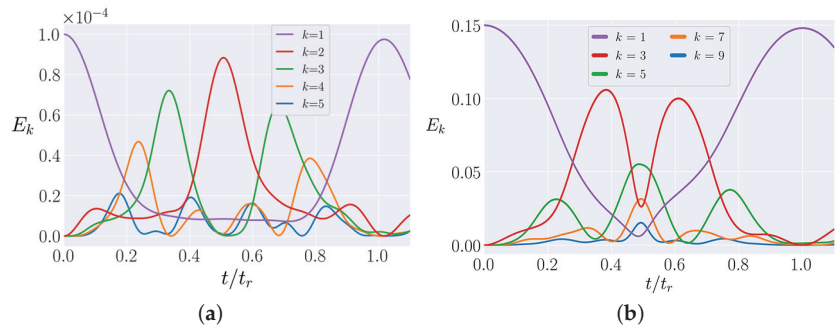 ×10⁻⁴
1.0
0.8
0.6
0.4
0.2
0.0
E_k
k=1
k=2
k=3
k=4
k=5
0.0 0.2 0.4 0.6 0.8 1.0
t/t_r
(a)
0.15
0.10
0.05
0.00
E_k
k = 1 k = 7
k = 3 k = 9
k = 5
0.0 0.2 0.4 0.6 0.8 1.0
t/t_r
(b)